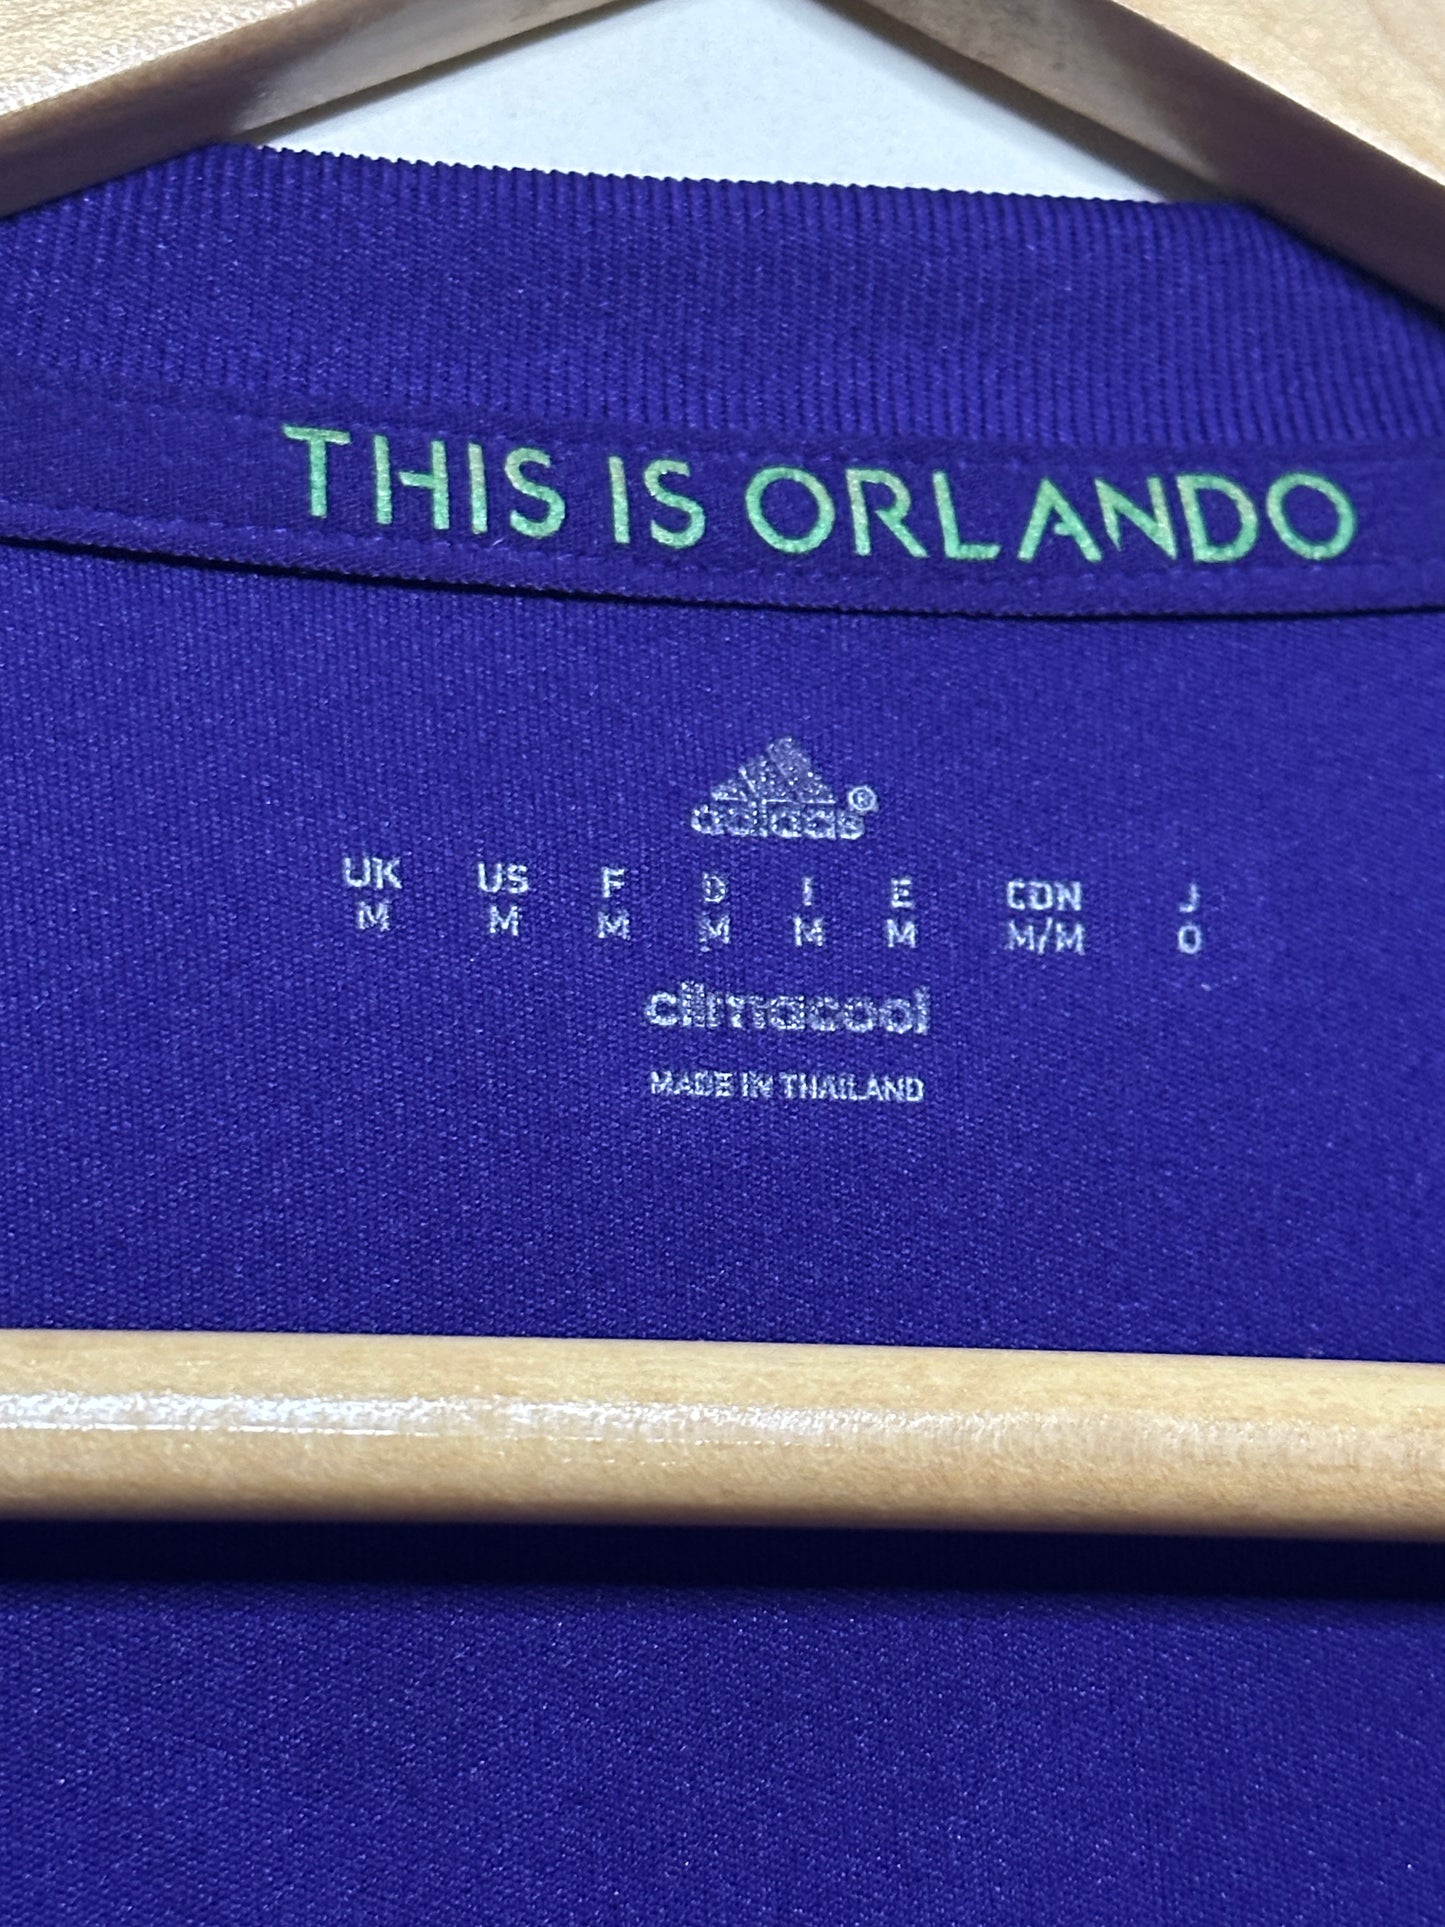 THIS IS ORLANDO
adidas®
UK US F D I E CDN J
M M M M M M M/M O
climacool
MADE IN THAILAND